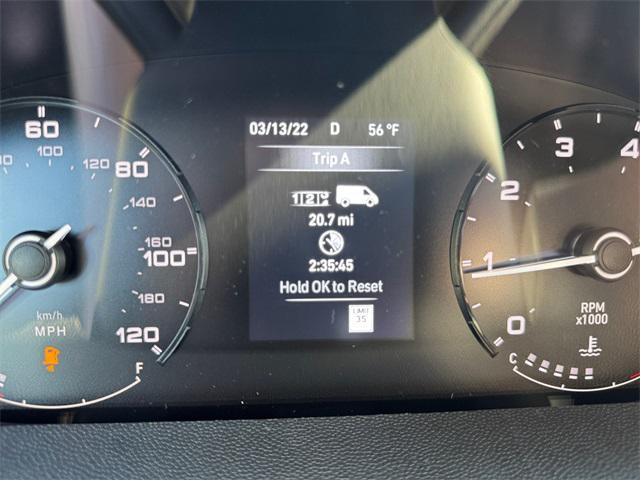 03/13/22 D 56 °F
Trip A
20.7 mi
2:35:45
Hold OK to Reset
LIMIT
35
60
80
100
120
100
120
140
160
180
km/h
MPH
F
4
3
2
1
0
RPM
x1000
C